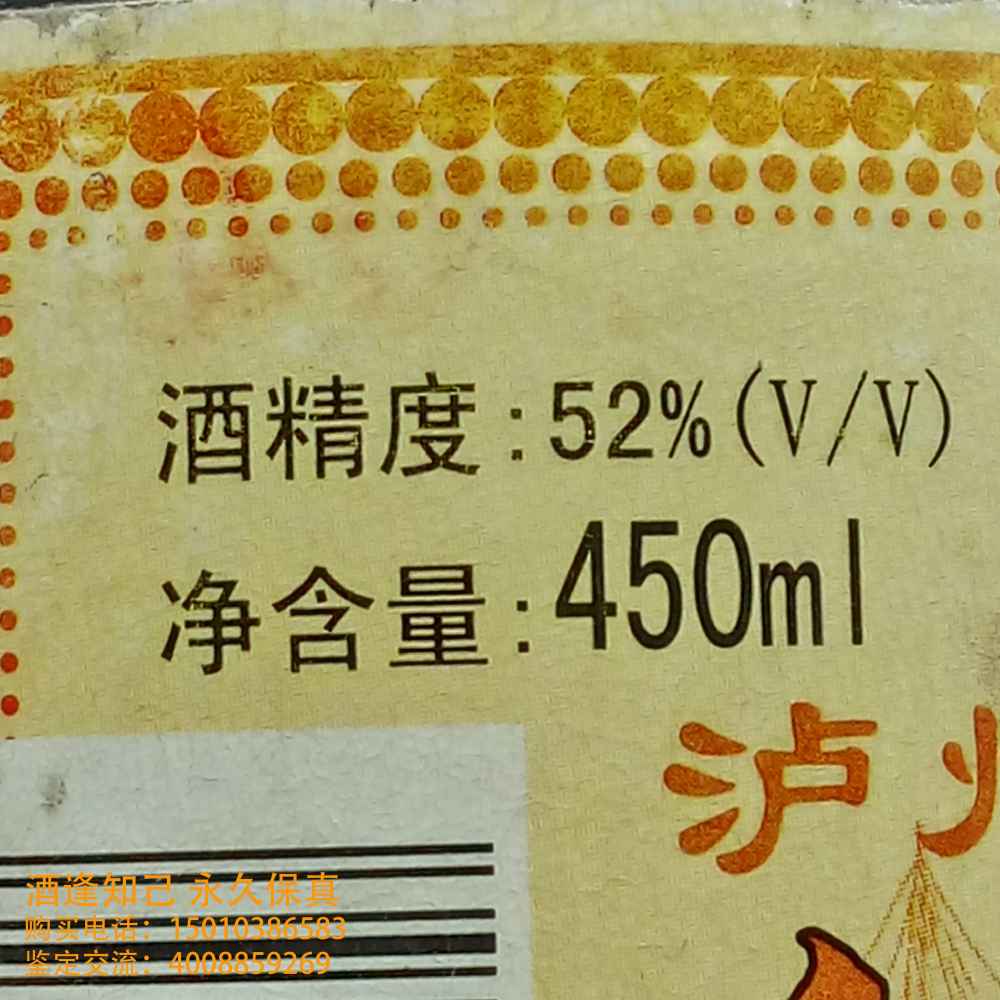 酒精度:52%(V/V)
净含量:450ml
泸州
酒逢知己 永久保真
购买电话：15010386583
鉴定交流：4008859269